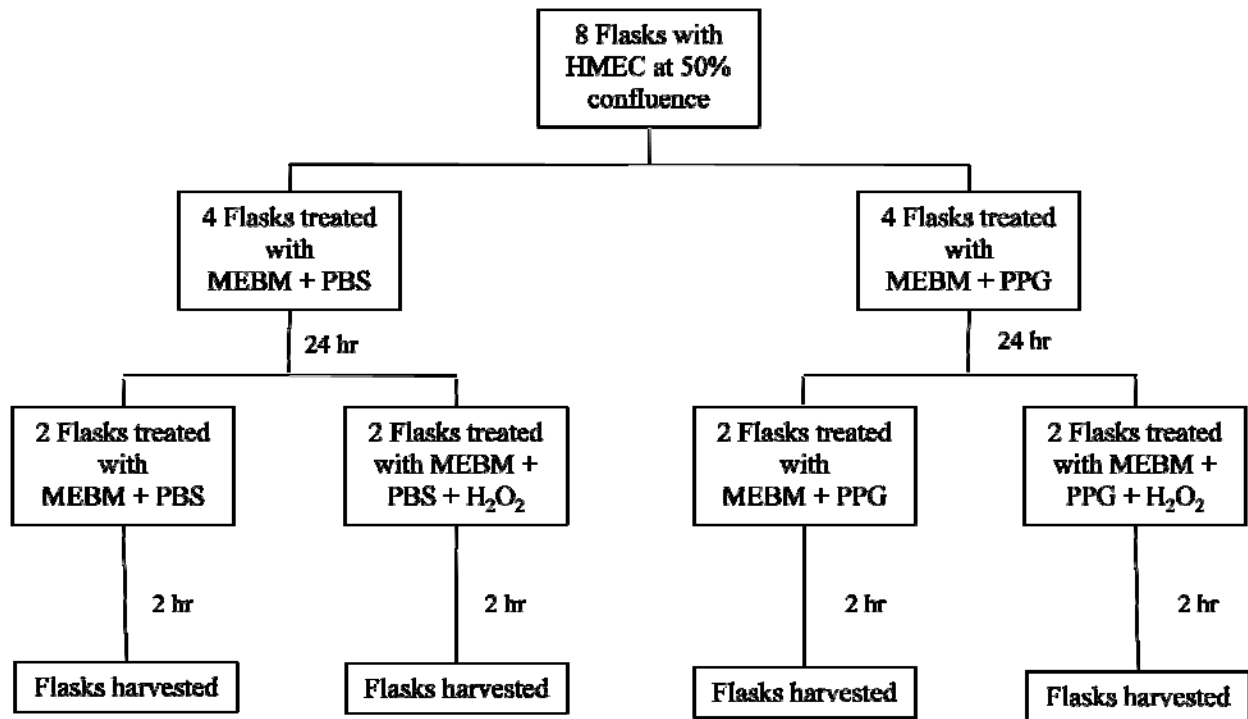 8 Flasks with
HMEC at 50%
confluence
4 Flasks treated
with
MEBM + PBS
4 Flasks treated
with
MEBM + PPG
24 hr
24 hr
2 Flasks treated
with
MEBM + PBS
2 Flasks treated
with MEBM +
PBS + H₂O₂
2 Flasks treated
with
MEBM + PPG
2 Flasks treated
with MEBM +
PPG + H₂O₂
2 hr
2 hr
2 hr
2 hr
Flasks harvested
Flasks harvested
Flasks harvested
Flasks harvested